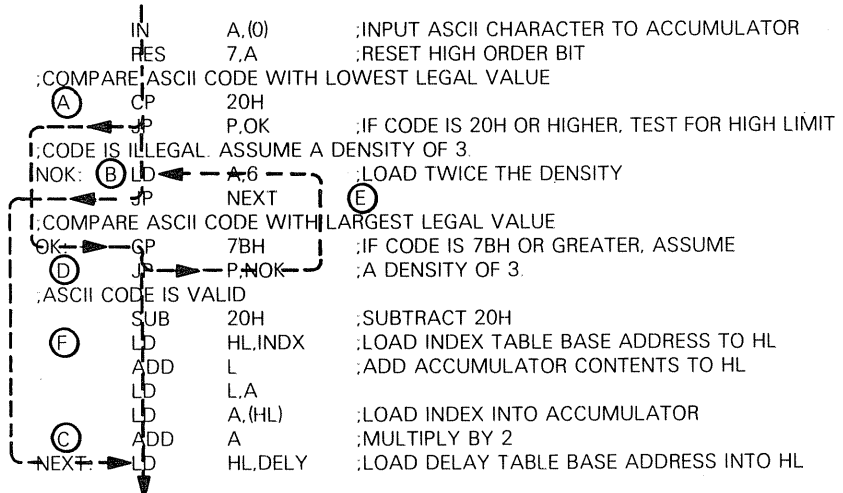 IN A,(0) ;INPUT ASCII CHARACTER TO ACCUMULATOR
RES 7,A ;RESET HIGH ORDER BIT
;COMPARE ASCII CODE WITH LOWEST LEGAL VALUE
A CP 20H
JP P,OK ;IF CODE IS 20H OR HIGHER, TEST FOR HIGH LIMIT
;CODE IS ILLEGAL. ASSUME A DENSITY OF 3.
NOK: B LD A,6 ;LOAD TWICE THE DENSITY
JP NEXT E
;COMPARE ASCII CODE WITH LARGEST LEGAL VALUE
OK: CP 7BH ;IF CODE IS 7BH OR GREATER, ASSUME
D JP P,NOK ;A DENSITY OF 3.
;ASCII CODE IS VALID
SUB 20H ;SUBTRACT 20H
F LD HL,INDX ;LOAD INDEX TABLE BASE ADDRESS TO HL
ADD L ;ADD ACCUMULATOR CONTENTS TO HL
LD L,A
LD A,(HL) ;LOAD INDEX INTO ACCUMULATOR
C ADD A ;MULTIPLY BY 2
NEXT: LD HL,DELY ;LOAD DELAY TABLE BASE ADDRESS INTO HL